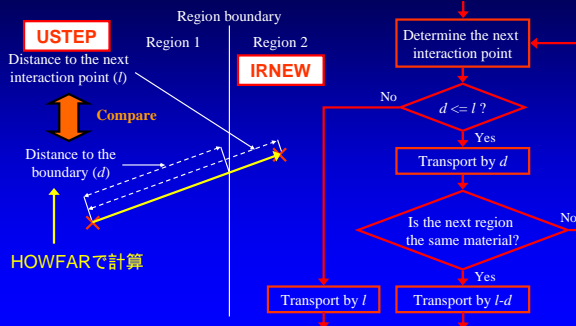 Region boundary
USTEP
Region 1
Region 2
IRNEW
Distance to the next
interaction point (l)
Compare
Distance to the
boundary (d)
HOWFARで計算
Determine the next
interaction point
No
d <= l ?
Yes
Transport by d
Is the next region
the same material?
No
Yes
Transport by l
Transport by l-d